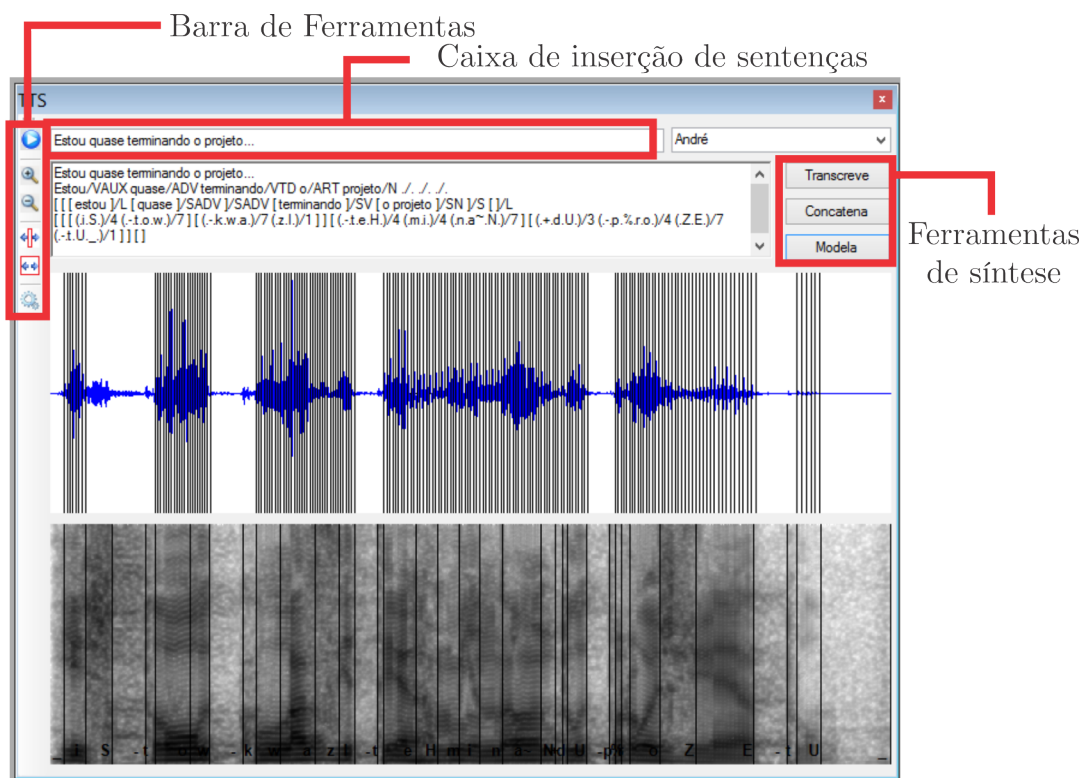 Barra de Ferramentas
Caixa de inserção de sentenças
TTS
x
Estou quase terminando o projeto...
André
Estou quase terminando o projeto...
Estou/VAUX quase/ADV terminando/VTD o/ART projeto/N ./. ./. ./.
[ [ [ estou ]/L [ quase ]/SADV ]/SADV [ terminando ]/SV [ o projeto ]/SN ]/S [ ]/L
[ [ [ (.i.S.)/4 (.-t.o.w.)/7 ] [ (.-k.w.a.)/7 (.z.I.)/1 ] ] [ (.-t.e.H.)/4 (.m.i.)/4 (.n.a~.N.)/7 ] [ (.+.d.U.)/3 (.-p.%.r.o.)/4 (.Z.E.)/7
(.-t.U._.)/1 ] ] [ ]
Transcreve
Concatena
Modela
Ferramentas
de síntese
_ i S -t o w - k w a z I -t e H m i n a~ N d U -p% o Z E - t U _